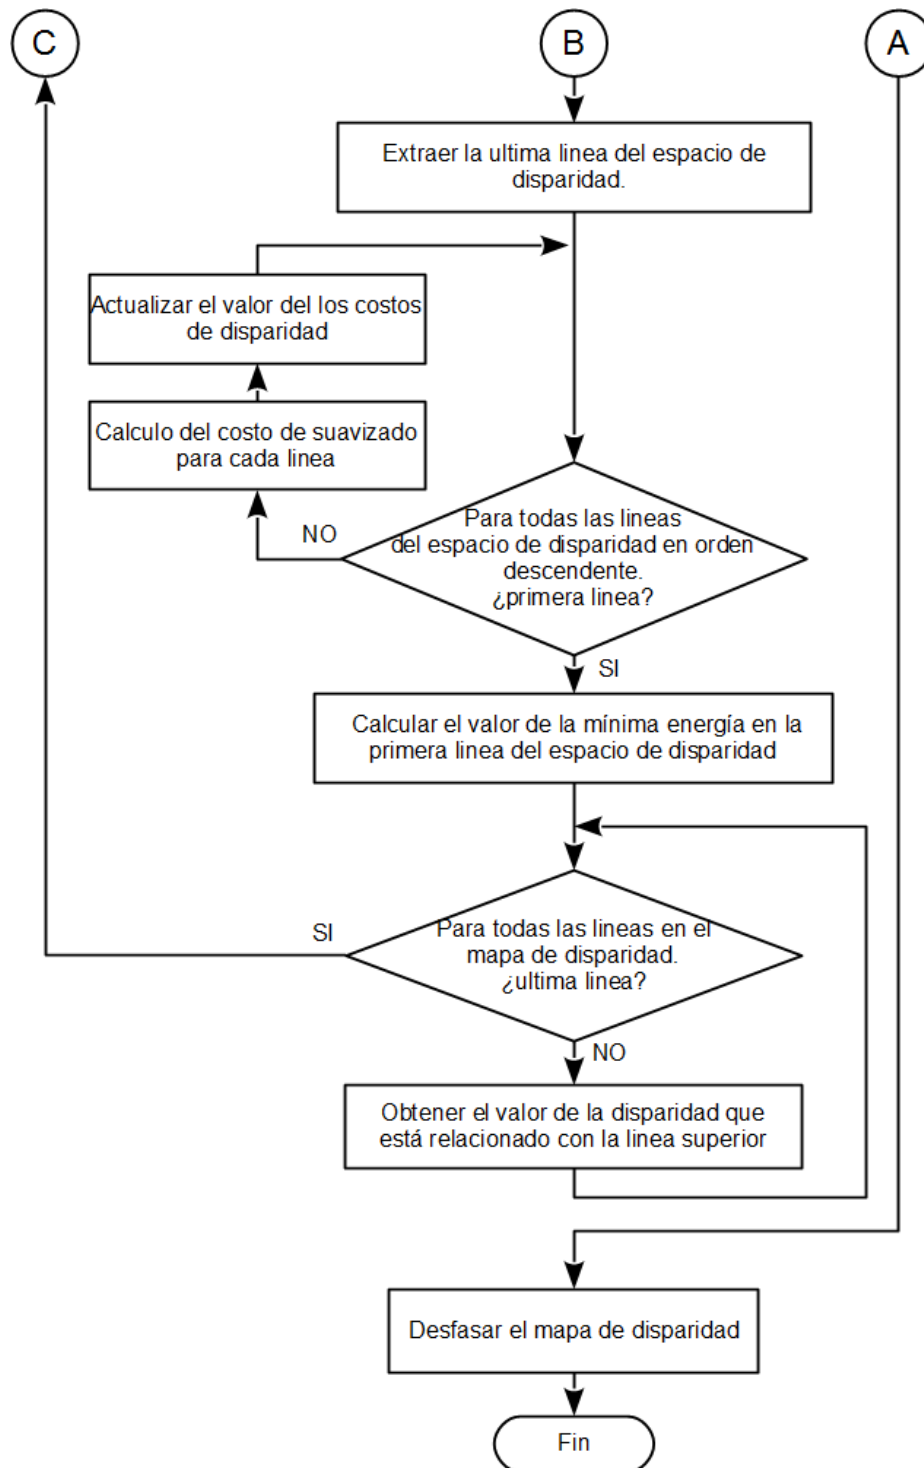 C
B
A
Extraer la ultima linea del espacio de
disparidad.
Actualizar el valor del los costos
de disparidad
Calculo del costo de suavizado
para cada linea
NO
Para todas las lineas
del espacio de disparidad en orden
descendente.
¿primera linea?
SI
Calcular el valor de la mínima energía en la
primera linea del espacio de disparidad
SI
Para todas las lineas en el
mapa de disparidad.
¿ultima linea?
NO
Obtener el valor de la disparidad que
está relacionado con la linea superior
Desfasar el mapa de disparidad
Fin